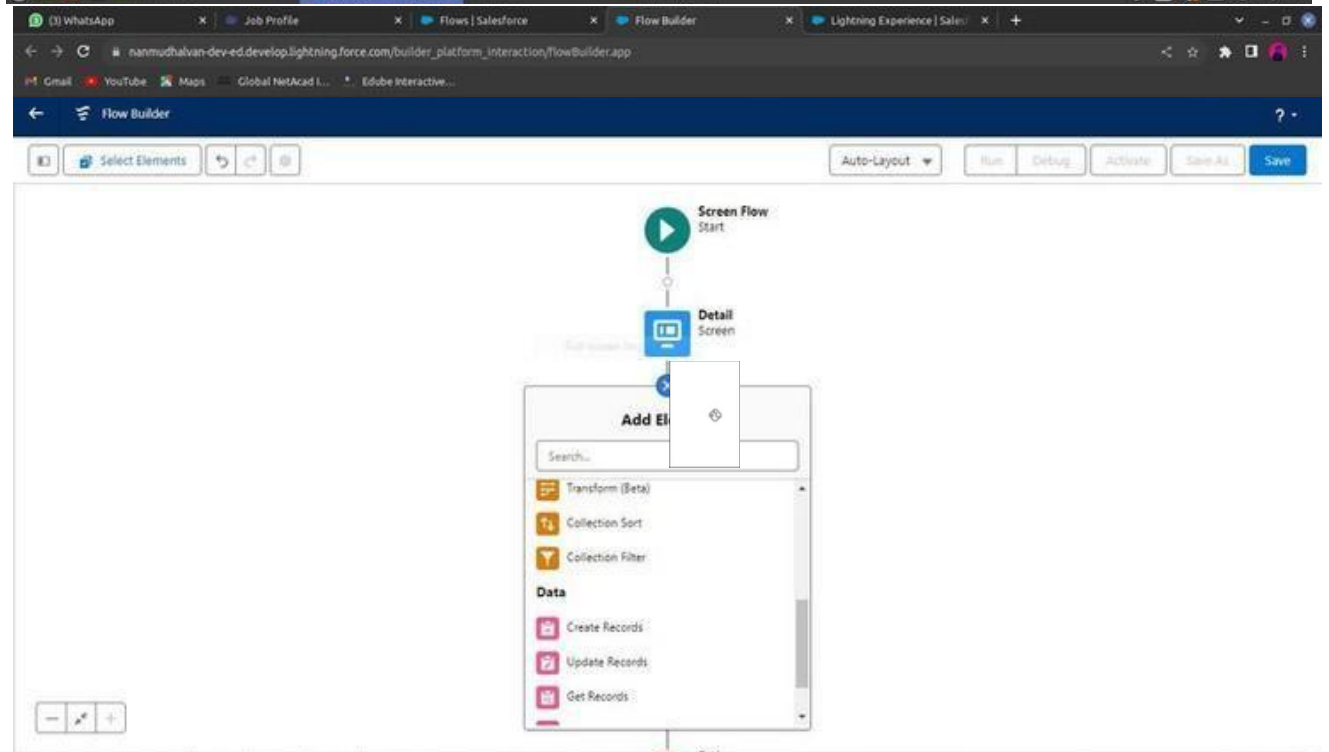 (3) WhatsApp
Job Profile
Flows | Salesforce
Flow Builder
Lightning Experience | Sales
nanmudhalvan-dev-ed.develop.lightning.force.com/builder_platform_interaction/flowBuilder.app
Gmail
YouTube
Maps
Global NetAcad I...
Edube Interactive...
Flow Builder
?
Select Elements
Auto-Layout
Run
Debug
Activate
Save As
Save
Screen Flow
Start
Detail
Screen
Add El
Search...
Transform (Beta)
Collection Sort
Collection Filter
Data
Create Records
Update Records
Get Records